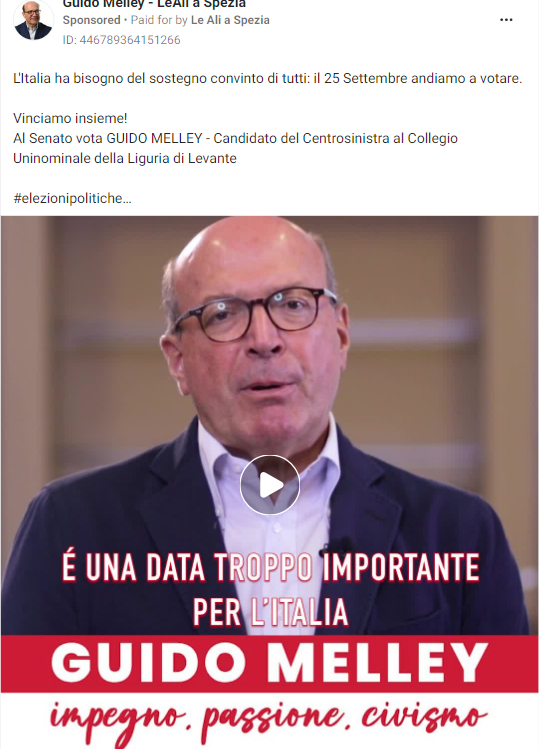 Guido Melley - LeAli a Spezia
Sponsored • Paid for by Le Ali a Spezia
ID: 446789364151266
L'Italia ha bisogno del sostegno convinto di tutti: il 25 Settembre andiamo a votare.
Vinciamo insieme!
Al Senato vota GUIDO MELLEY - Candidato del Centrosinistra al Collegio
Uninominale della Liguria di Levante
#elezionipolitiche...
É UNA DATA TROPPO IMPORTANTE
PER L'ITALIA
GUIDO MELLEY
impegno, passione, civismo